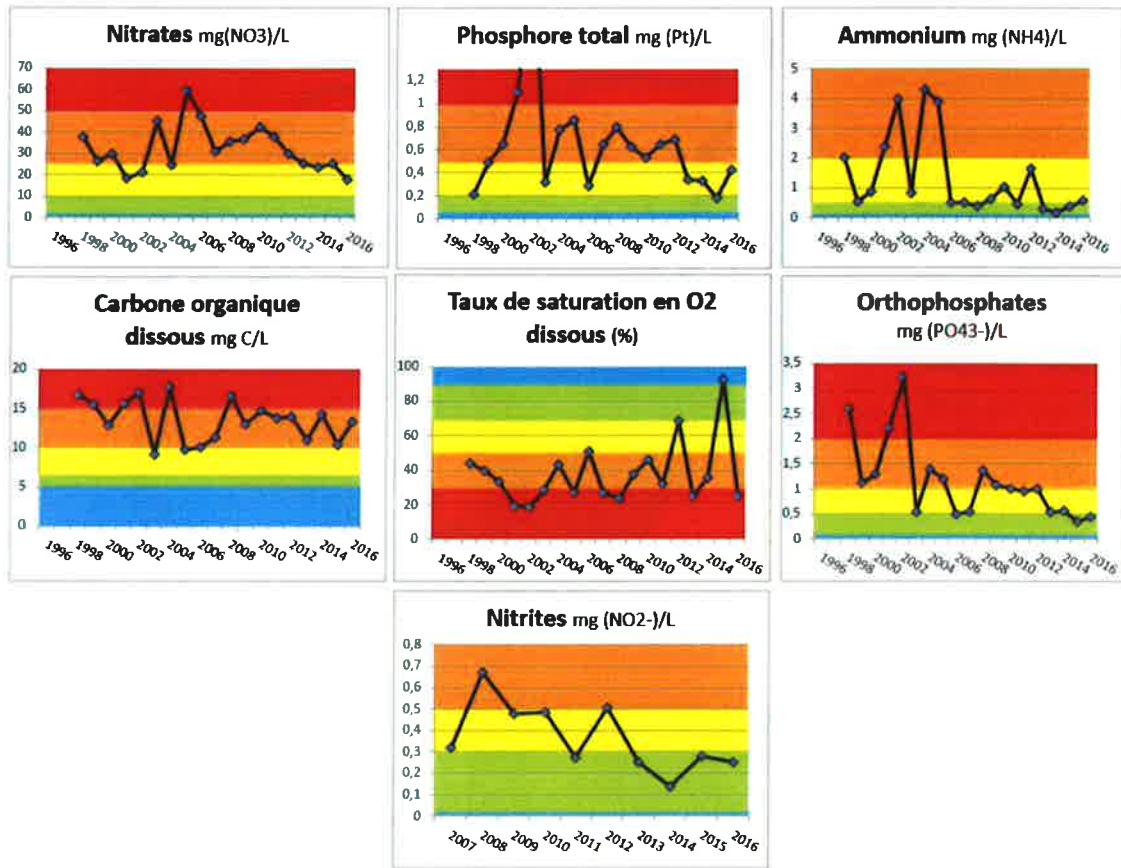 Nitrates mg(NO3)/L
70
60
50
40
30
20
10
0
1996 1998 2000 2002 2004 2006 2008 2010 2012 2014 2016
Phosphore total mg (Pt)/L
1,2
1
0,8
0,6
0,4
0,2
0
1996 1998 2000 2002 2004 2006 2008 2010 2012 2014 2016
Ammonium mg (NH4)/L
5
4
3
2
1
0
1996 1998 2000 2002 2004 2006 2008 2010 2012 2014 2016
Carbone organique
dissous mg C/L
20
15
10
5
0
1996 1998 2000 2002 2004 2006 2008 2010 2012 2014 2016
Taux de saturation en O2
dissous (%)
100
80
60
40
20
0
1996 1998 2000 2002 2004 2006 2008 2010 2012 2014 2016
Orthophosphates
mg (PO43-)/L
3,5
3
2,5
2
1,5
1
0,5
0
1996 1998 2000 2002 2004 2006 2008 2010 2012 2014 2016
Nitrites mg (NO2-)/L
0,8
0,7
0,6
0,5
0,4
0,3
0,2
0,1
0
2007 2008 2009 2010 2011 2012 2013 2014 2015 2016